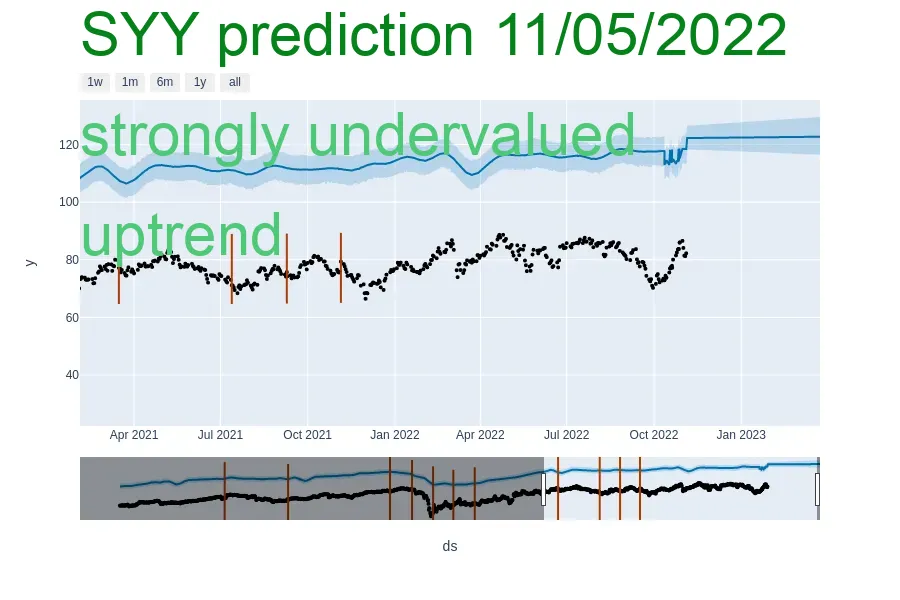 SYY prediction 11/05/2022
1w 1m 6m 1y all
strongly undervalued
120
100
uptrend
80
y
60
40
Apr 2021 Jul 2021 Oct 2021 Jan 2022 Apr 2022 Jul 2022 Oct 2022 Jan 2023
ds